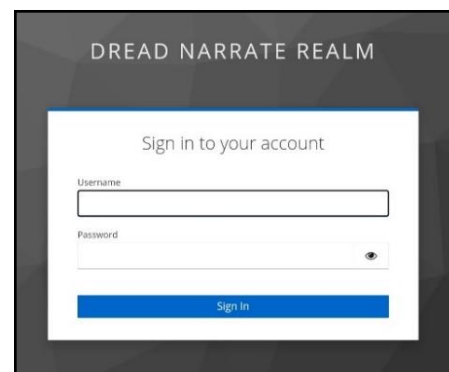 DREAD NARRATE REALM
Sign in to your account
Username
Password
Sign In